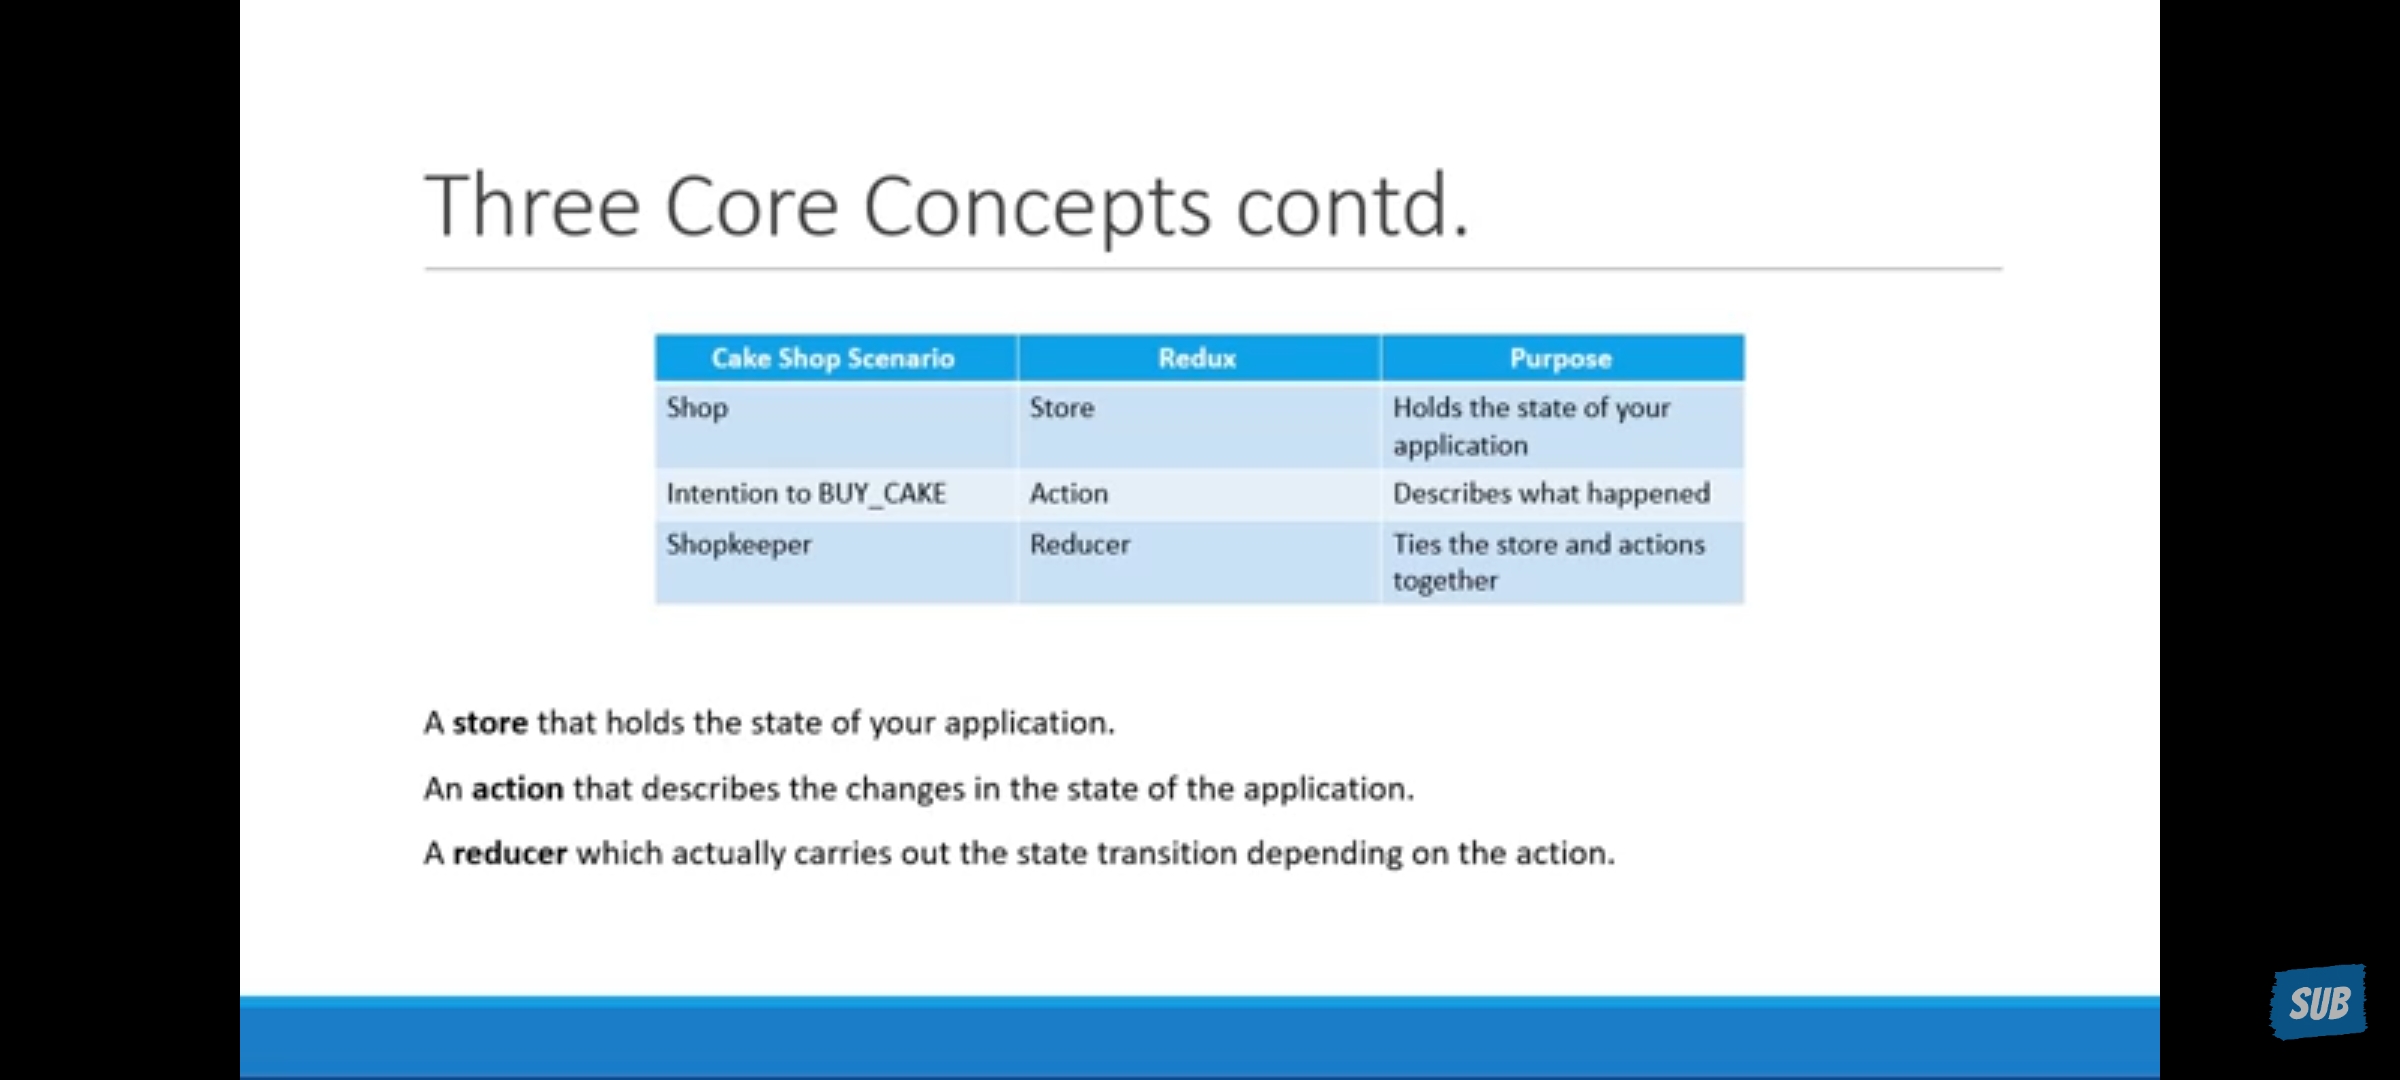 Three Core Concepts contd.
Cake Shop Scenario Redux Purpose
Shop Store Holds the state of your
application
Intention to BUY_CAKE Action Describes what happened
Shopkeeper Reducer Ties the store and actions
together
A store that holds the state of your application.
An action that describes the changes in the state of the application.
A reducer which actually carries out the state transition depending on the action.
SUB